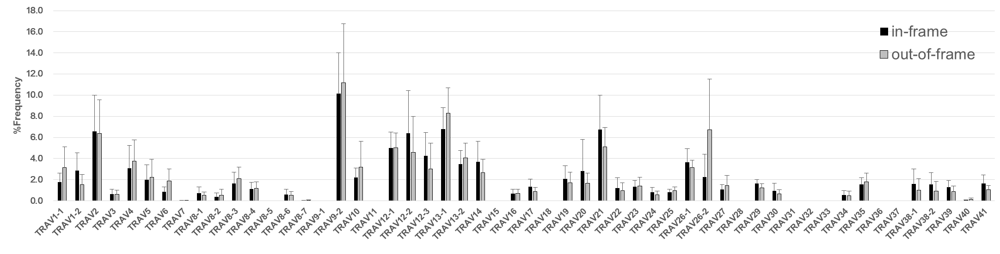 18.0
16.0
14.0
12.0
10.0
8.0
6.0
4.0
2.0
0.0
%Frequency
in-frame
out-of-frame
TRAV1-1
TRAV1-2
TRAV2
TRAV3
TRAV4
TRAV5
TRAV6
TRAV7
TRAV8-1
TRAV8-2
TRAV8-3
TRAV8-4
TRAV8-5
TRAV8-6
TRAV8-7
TRAV9-1
TRAV9-2
TRAV10
TRAV11
TRAV12-1
TRAV12-2
TRAV12-3
TRAV13-1
TRAV13-2
TRAV14
TRAV15
TRAV16
TRAV17
TRAV18
TRAV19
TRAV20
TRAV21
TRAV22
TRAV23
TRAV24
TRAV25
TRAV26-1
TRAV26-2
TRAV27
TRAV28
TRAV29
TRAV30
TRAV31
TRAV32
TRAV33
TRAV34
TRAV35
TRAV36
TRAV37
TRAV38-1
TRAV38-2
TRAV39
TRAV40
TRAV41